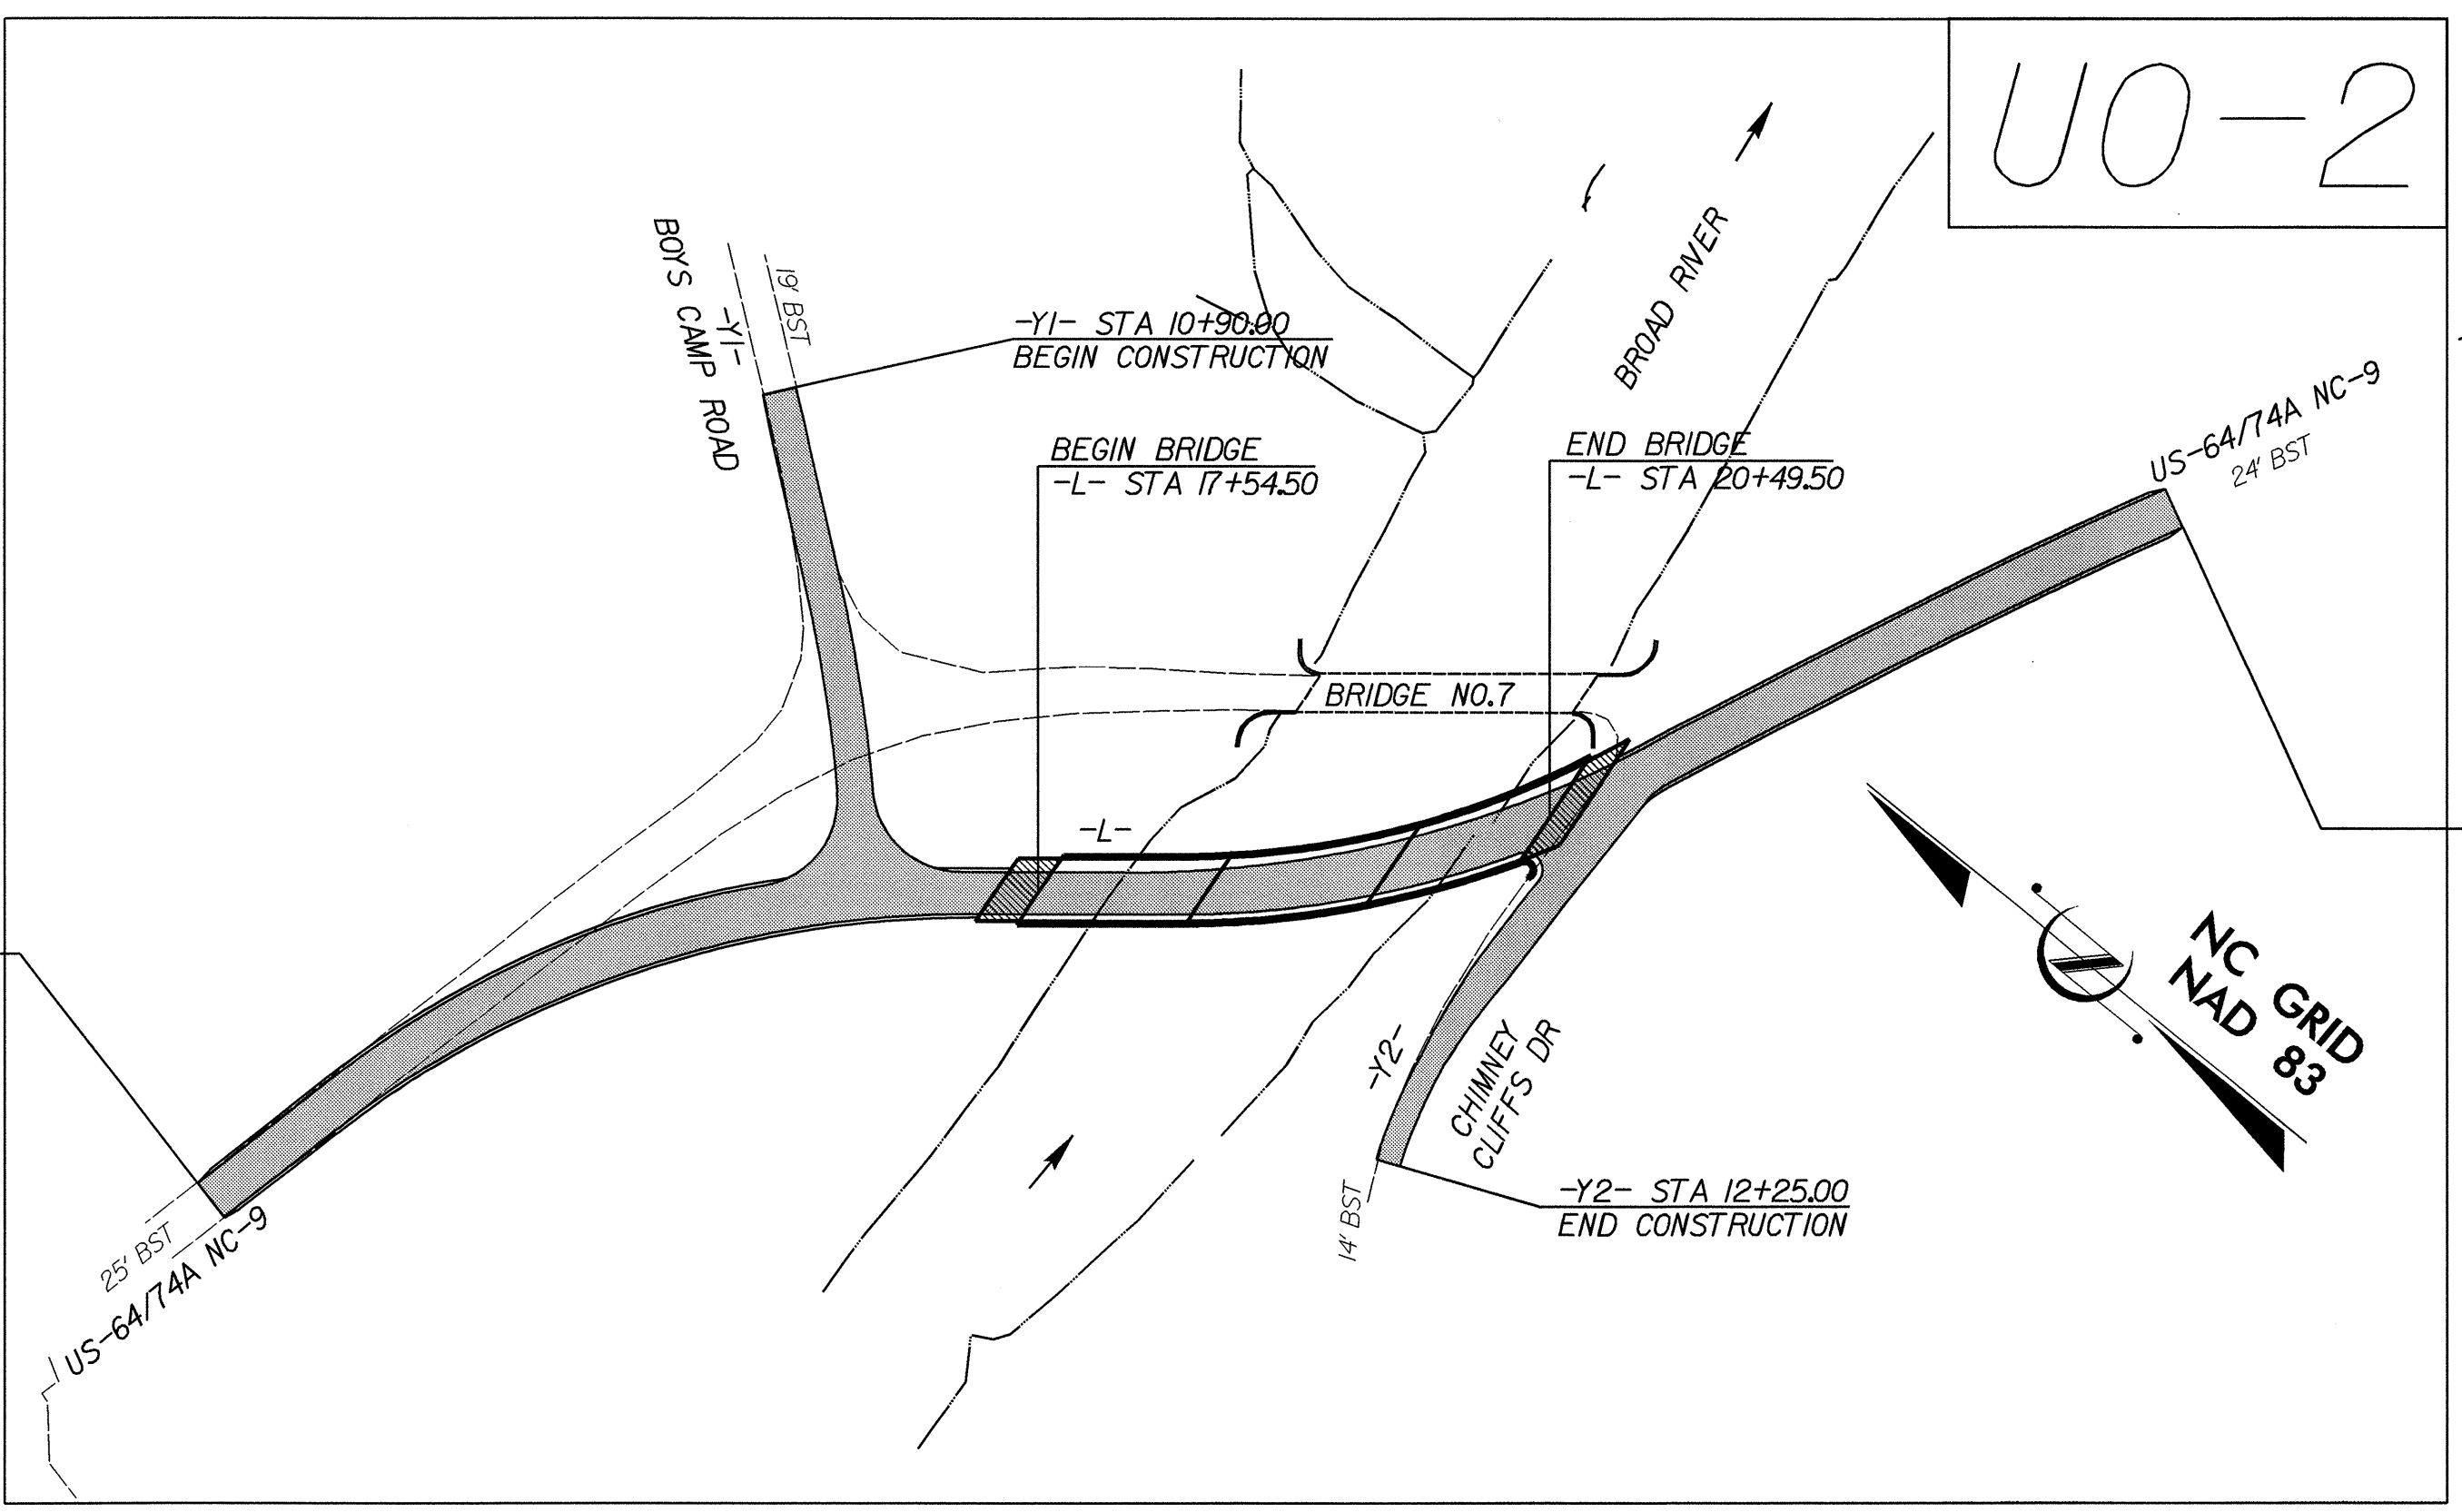 UO-2
BOYS CAMP ROAD
-Y1-
19' BST
-Y1- STA 10+90.00
BEGIN CONSTRUCTION
BROAD RIVER
BEGIN BRIDGE
-L- STA 17+54.50
END BRIDGE
-L- STA 20+49.50
US-64/74A NC-9
24' BST
BRIDGE NO.7
-L-
NC GRID
NAD 83
-Y2-
CHIMNEY
CLIFFS DR
14' BST
-Y2- STA 12+25.00
END CONSTRUCTION
25' BST
US-64/74A NC-9